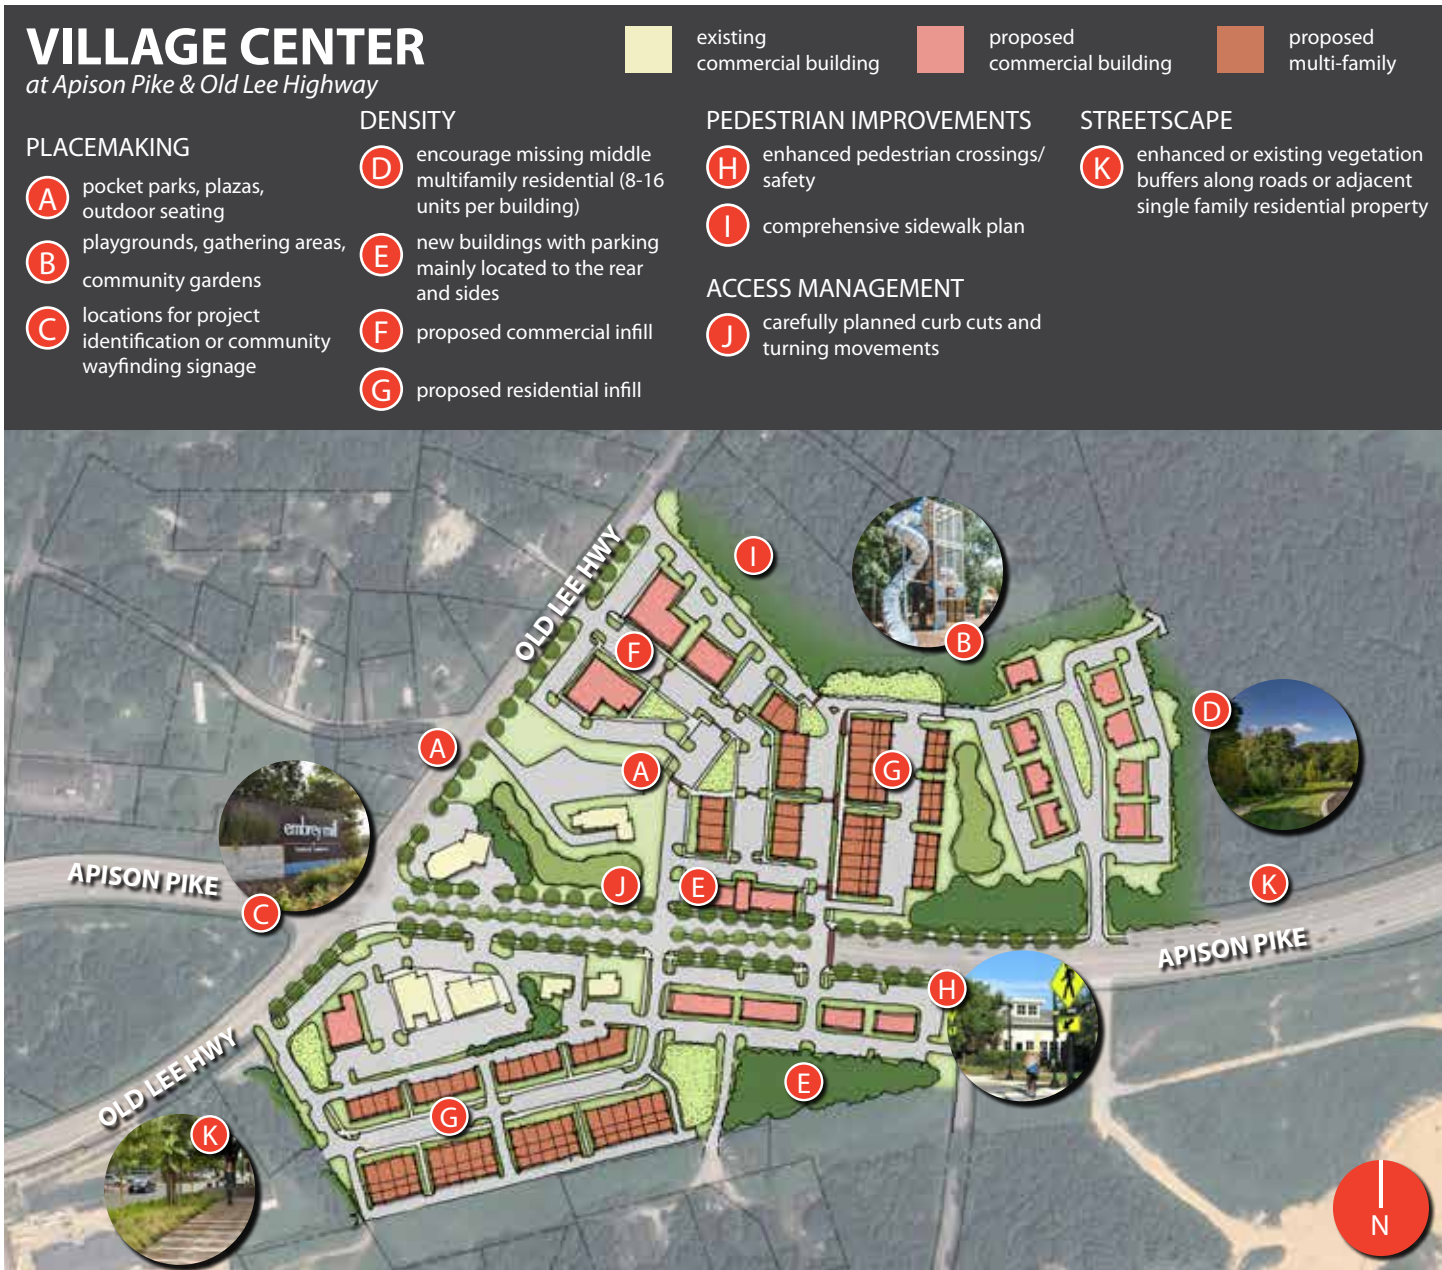 VILLAGE CENTER
at Apison Pike & Old Lee Highway
existing
commercial building
proposed
commercial building
proposed
multi-family
PLACEMAKING
A
pocket parks, plazas,
outdoor seating
B
playgrounds, gathering areas,
community gardens
C
locations for project
identification or community
wayfinding signage
DENSITY
D
encourage missing middle
multifamily residential (8-16
units per building)
E
new buildings with parking
mainly located to the rear
and sides
F
proposed commercial infill
G
proposed residential infill
PEDESTRIAN IMPROVEMENTS
H
enhanced pedestrian crossings/
safety
I
comprehensive sidewalk plan
ACCESS MANAGEMENT
J
carefully planned curb cuts and
turning movements
STREETSCAPE
K
enhanced or existing vegetation
buffers along roads or adjacent
single family residential property
OLD LEE HWY
I
B
F
D
A
A
G
embrey mill
APISON PIKE
C
J
E
K
APISON PIKE
H
OLD LEE HWY
E
G
K
N